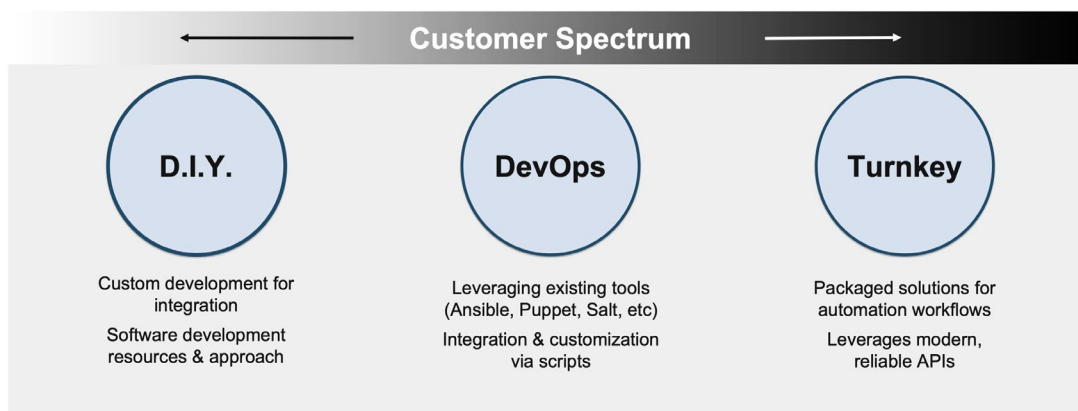 Customer Spectrum
D.I.Y.
DevOps
Turnkey
Custom development for
integration
Software development
resources & approach
Leveraging existing tools
(Ansible, Puppet, Salt, etc)
Integration & customization
via scripts
Packaged solutions for
automation workflows
Leverages modern,
reliable APIs